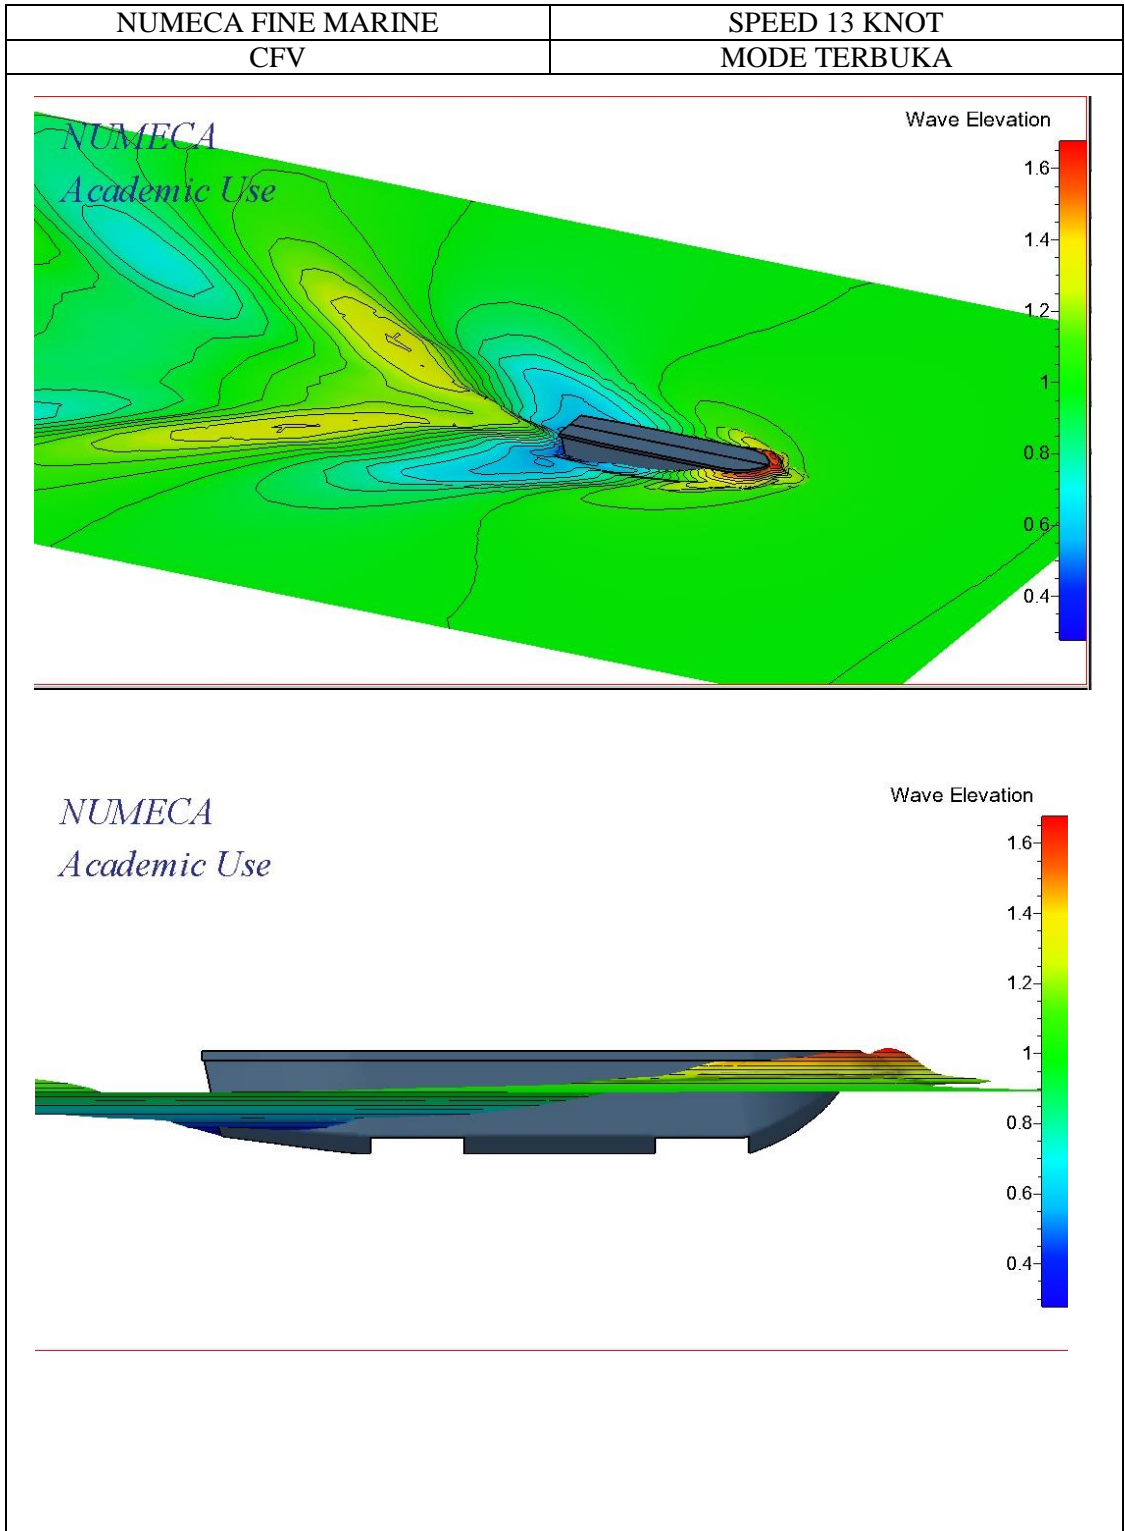 NUMECA FINE MARINE SPEED 13 KNOT
CFV MODE TERBUKA
NUMECA
Academic Use
Wave Elevation
1.6
1.4
1.2
1
0.8
0.6
0.4
NUMECA
Academic Use
Wave Elevation
1.6
1.4
1.2
1
0.8
0.6
0.4